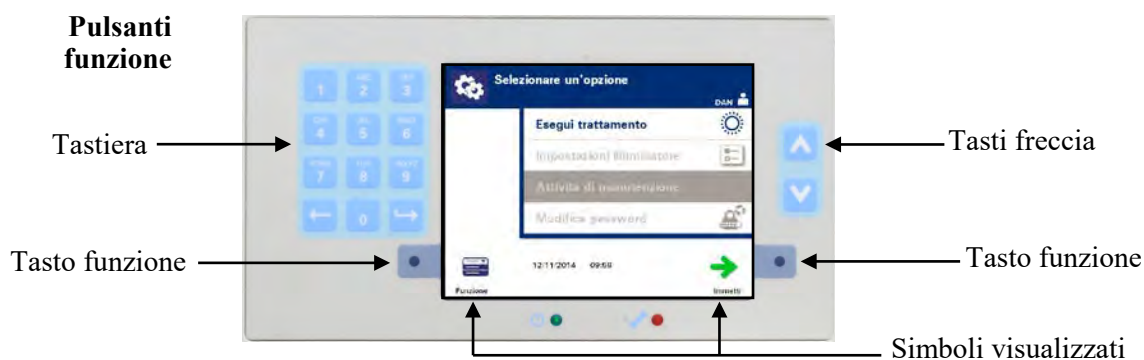 Pulsanti
funzione
Tastiera
Tasto funzione
Tasti freccia
Tasto funzione
Simboli visualizzati
Selezionare un'opzione
DAN
Esegui trattamento
Impostazioni Illuminatore
Attività di manutenzione
Modifica password
12/11/2014 09:58
Funzione
Immetti
1 2 3
4 5 6
7 8 9
0